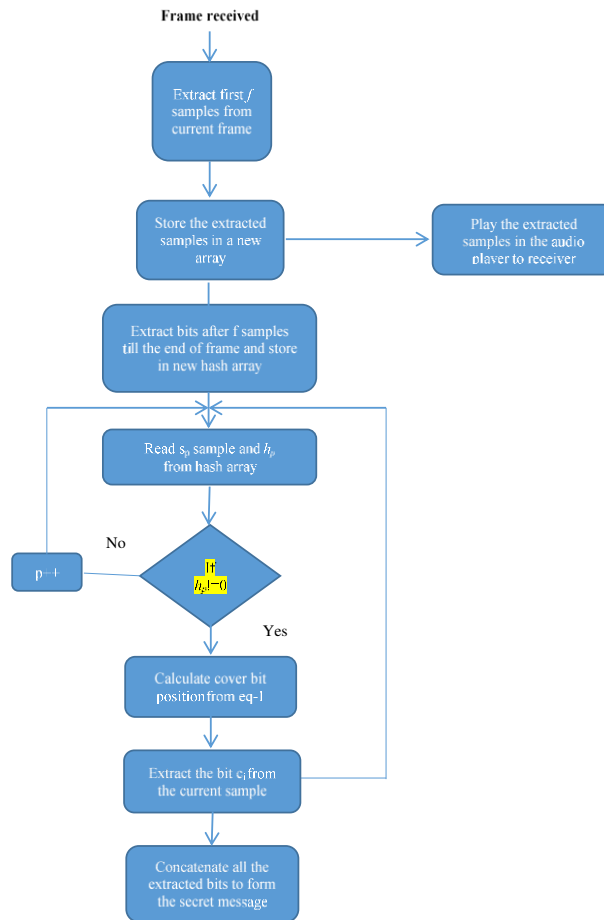 Frame received
Extract first f
samples from
current frame
Store the extracted
samples in a new
array
Play the extracted
samples in the audio
player to receiver
Extract bits after f samples
till the end of frame and store
in new hash array
Read sₚ sample and hₚ
from hash array
No
p++
If
hₚ!=0
Yes
Calculate cover bit
position from eq-1
Extract the bit cᵢ from
the current sample
Concatenate all the
extracted bits to form
the secret message